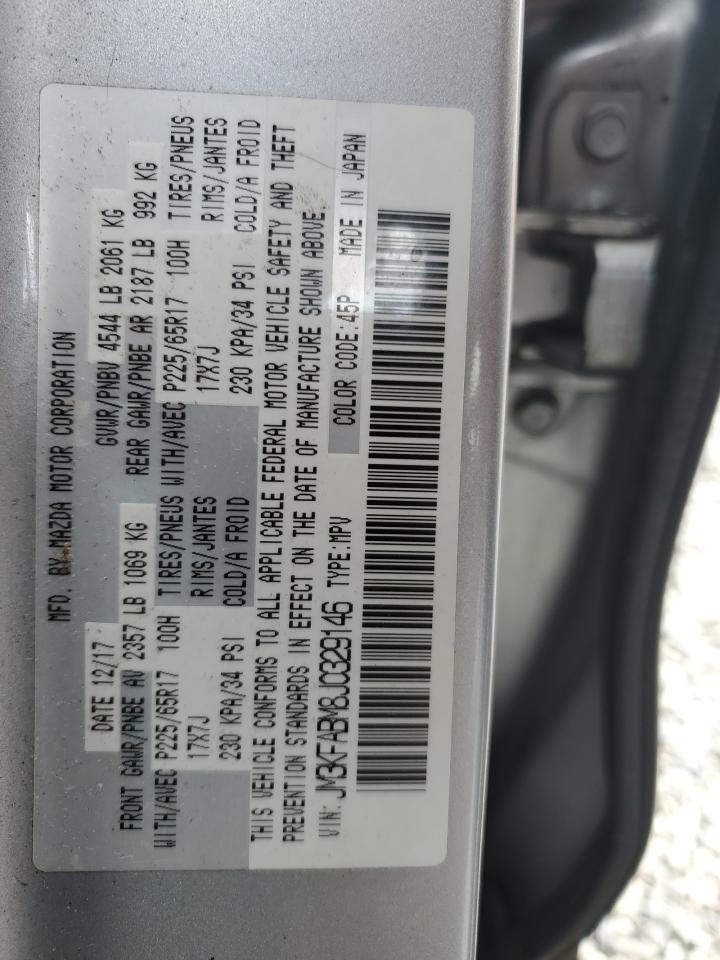 MFD. BY MAZDA MOTOR CORPORATION
DATE 12/17 GVWR/PNBV 4544 LB 2061 KG
FRONT GAWR/PNBE AV 2357 LB 1069 KG REAR GAWR/PNBE AR 2187 LB 992 KG
WITH/AVEC P225/65R17 100H TIRES/PNEUS WITH/AVEC P225/65R17 100H TIRES/PNEUS
17X7J RIMS/JANTES 17X7J RIMS/JANTES
230 KPA/34 PSI COLD/A FROID 230 KPA/34 PSI COLD/A FROID
THIS VEHICLE CONFORMS TO ALL APPLICABLE FEDERAL MOTOR VEHICLE SAFETY AND THEFT
PREVENTION STANDARDS IN EFFECT ON THE DATE OF MANUFACTURE SHOWN ABOVE.
VIN: JM3KFABM8J0329146 TYPE:MPV COLOR CODE:45P MADE IN JAPAN